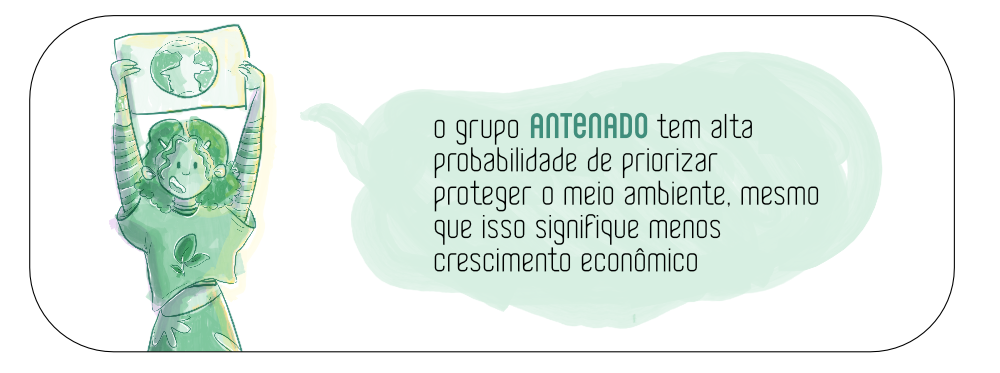 o grupo ANTENADO tem alta
probabilidade de priorizar
proteger o meio ambiente, mesmo
que isso signifique menos
crescimento econômico